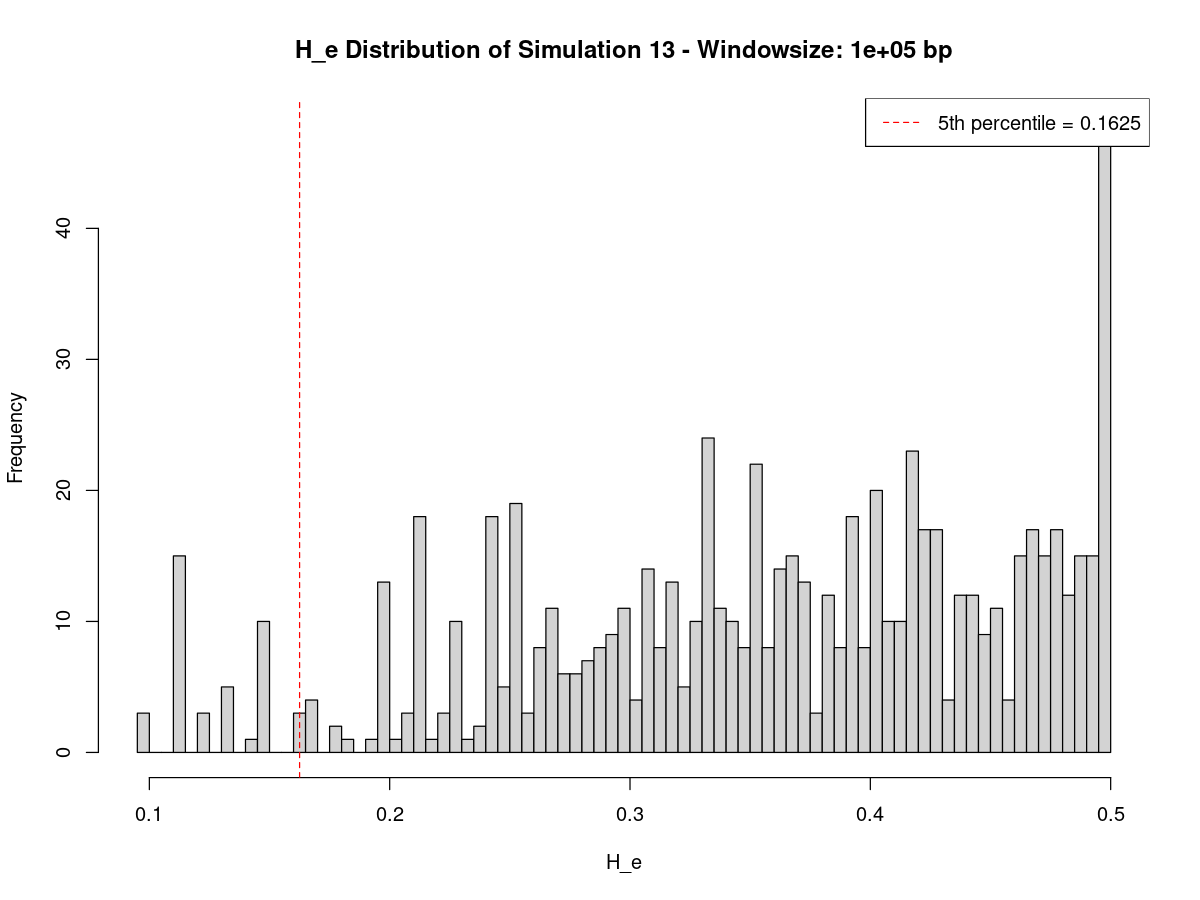 H_e Distribution of Simulation 13 - Windowsize: 1e+05 bp
5th percentile = 0.1625
Frequency
40
30
20
10
0
0.1 0.2 0.3 0.4 0.5
H_e